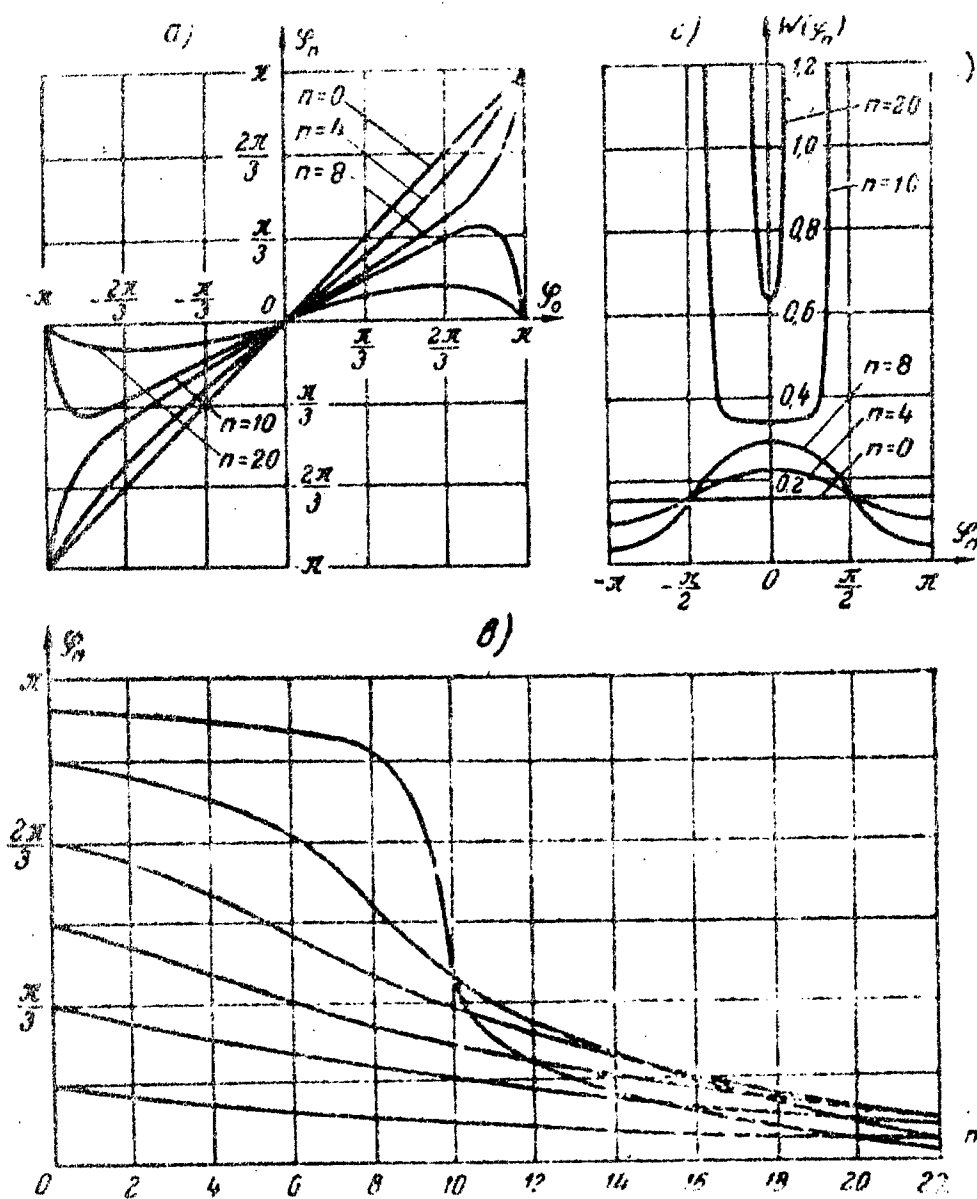 а)
φₙ
π
n=0
n=4
2π/3
n=8
π/3
-π
-2π/3
-π/3
0
φ₀
π/3
2π/3
π
π/3
n=10
n=20
2π/3
π
W(φₙ)
1,2
n=20
1,0
n=10
0,8
0,6
n=8
0,4
n=4
n=0
0,2
φₙ
-π
-π/2
0
π/2
π
в)
φₙ
π
2π/3
π/3
n
0 2 4 6 8 10 12 14 16 18 20 22